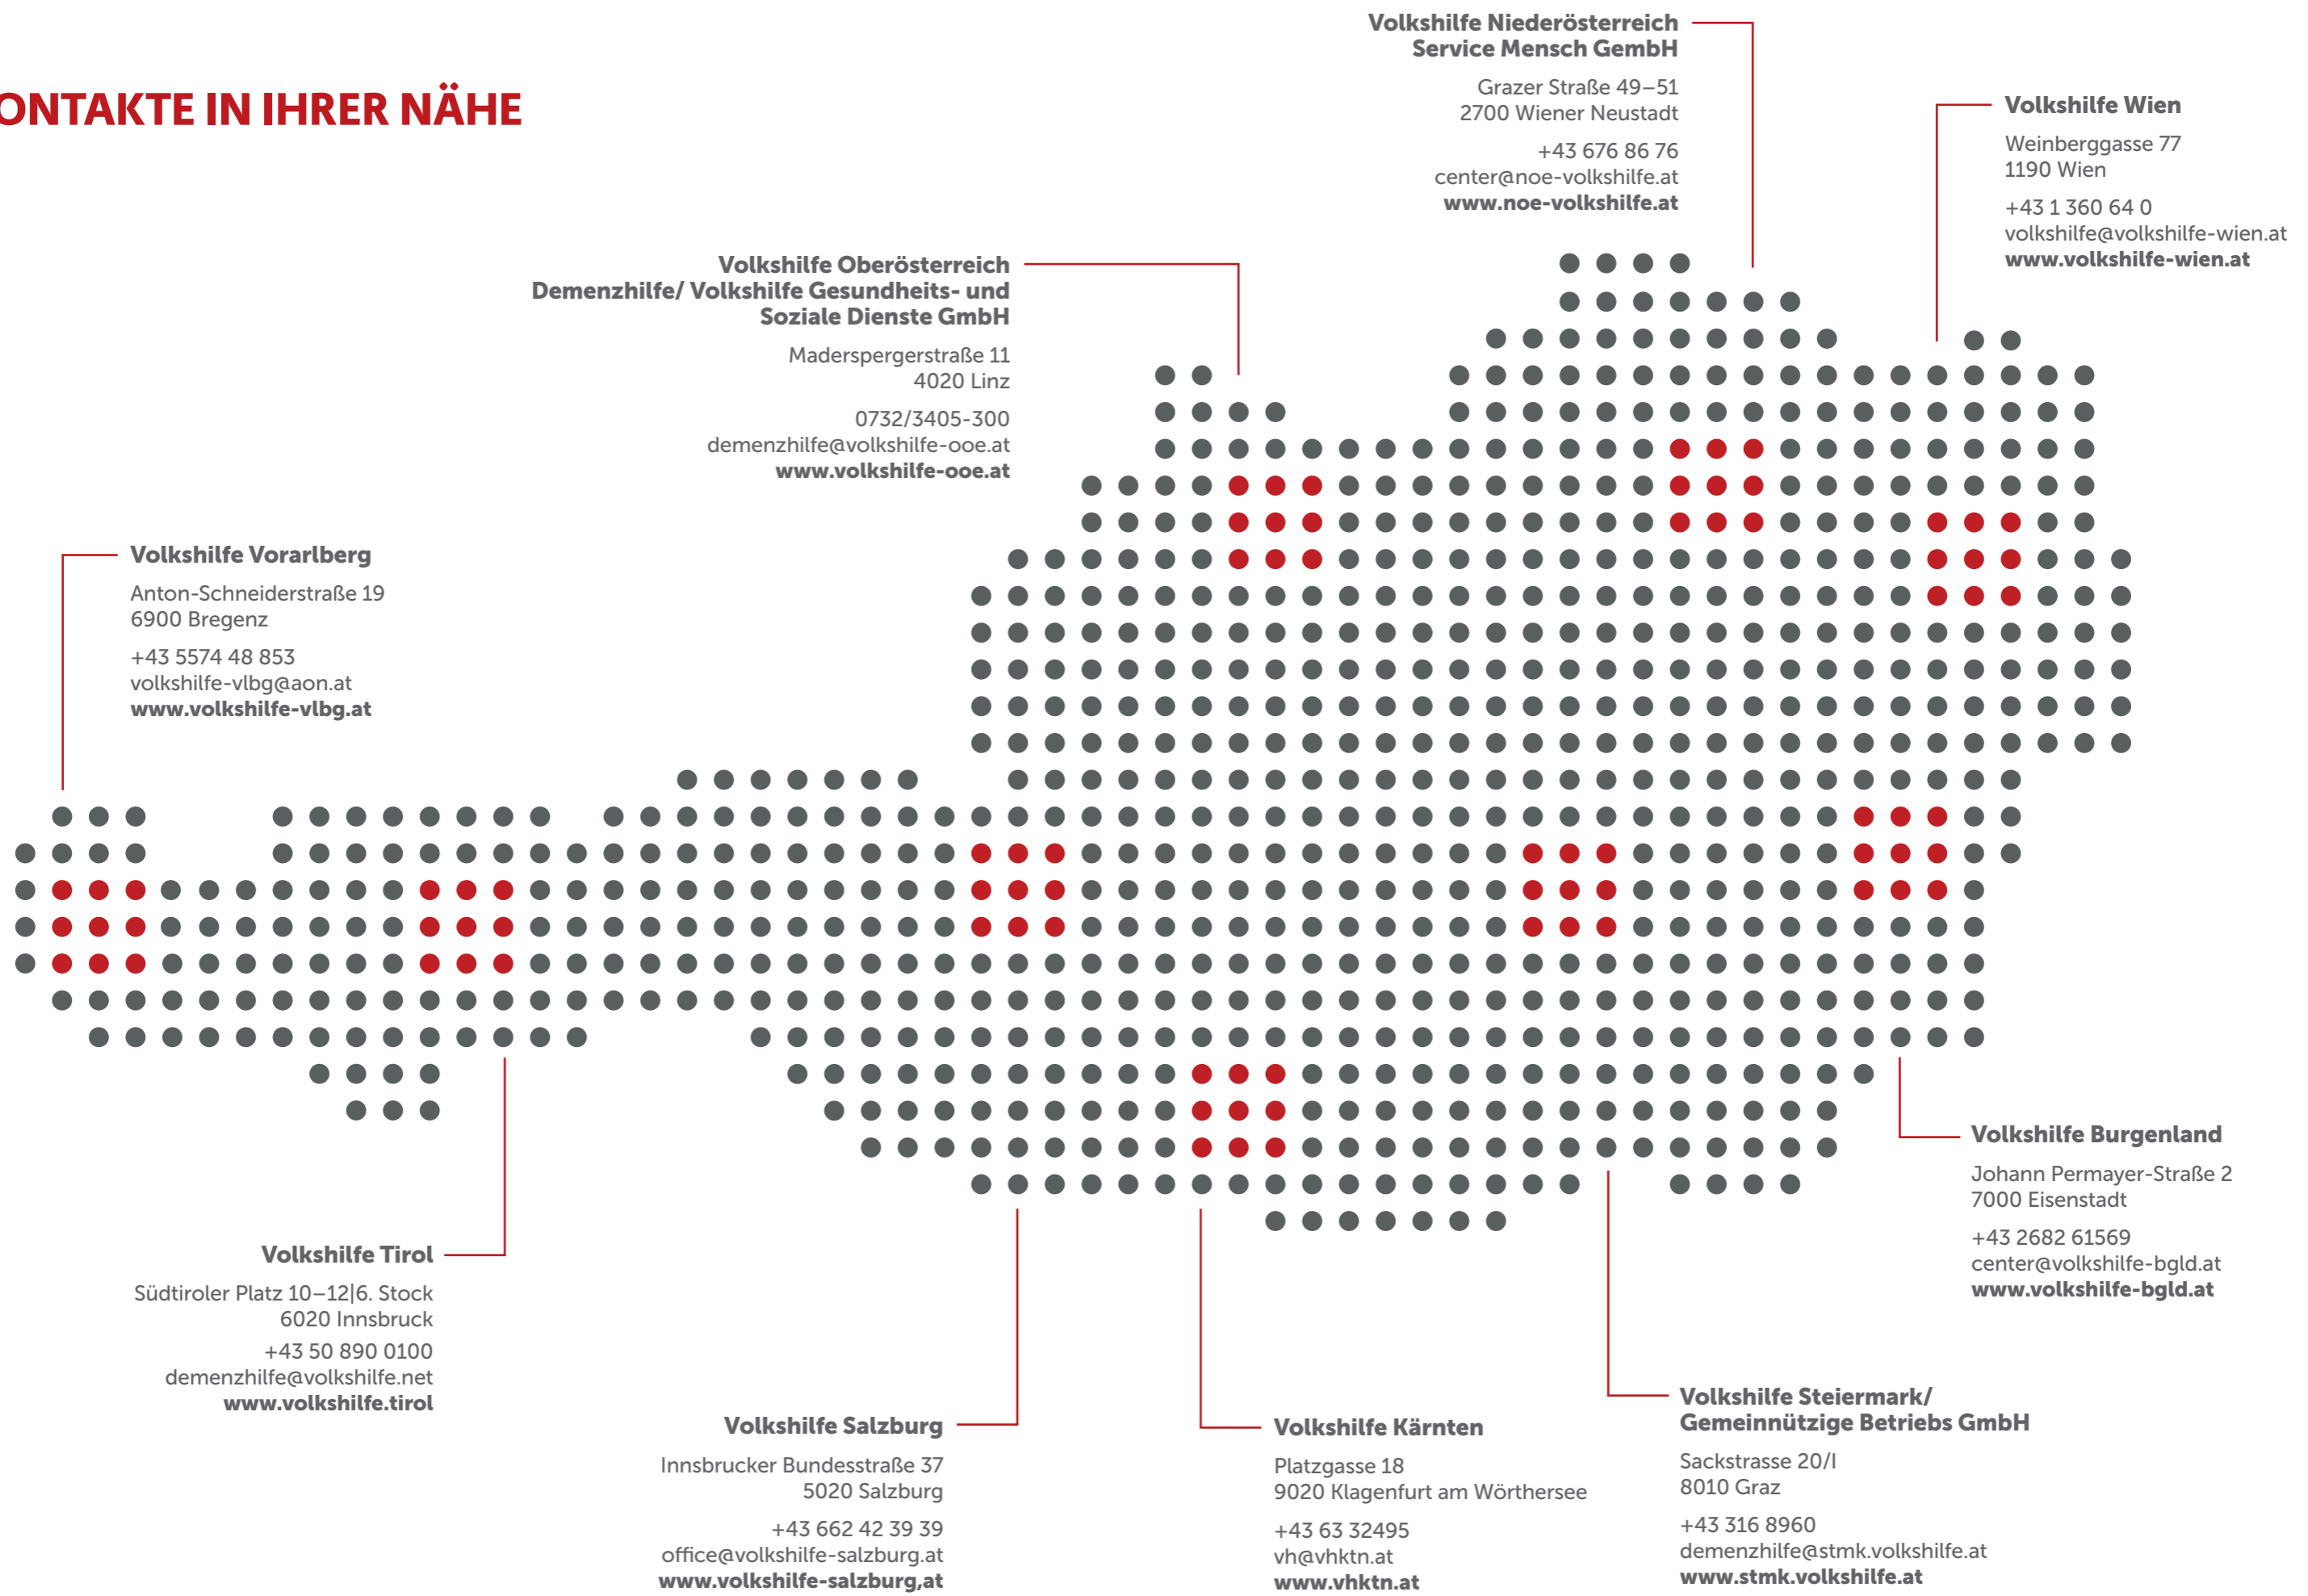 ONTAKTE IN IHRER NÄHE
Volkshilfe Niederösterreich
Service Mensch GembH
Grazer Straße 49–51
2700 Wiener Neustadt
+43 676 86 76
center@noe-volkshilfe.at
www.noe-volkshilfe.at
Volkshilfe Wien
Weinberggasse 77
1190 Wien
+43 1 360 64 0
volkshilfe@volkshilfe-wien.at
www.volkshilfe-wien.at
Volkshilfe Oberösterreich
Demenzhilfe/ Volkshilfe Gesundheits- und
Soziale Dienste GmbH
Maderspergerstraße 11
4020 Linz
0732/3405-300
demenzhilfe@volkshilfe-ooe.at
www.volkshilfe-ooe.at
Volkshilfe Vorarlberg
Anton-Schneiderstraße 19
6900 Bregenz
+43 5574 48 853
volkshilfe-vlbg@aon.at
www.volkshilfe-vlbg.at
Volkshilfe Burgenland
Johann Permayer-Straße 2
7000 Eisenstadt
+43 2682 61569
center@volkshilfe-bgld.at
www.volkshilfe-bgld.at
Volkshilfe Tirol
Südtiroler Platz 10–12|6. Stock
6020 Innsbruck
+43 50 890 0100
demenzhilfe@volkshilfe.net
www.volkshilfe.tirol
Volkshilfe Salzburg
Innsbrucker Bundesstraße 37
5020 Salzburg
+43 662 42 39 39
office@volkshilfe-salzburg.at
www.volkshilfe-salzburg,at
Volkshilfe Kärnten
Platzgasse 18
9020 Klagenfurt am Wörthersee
+43 63 32495
vh@vhktn.at
www.vhktn.at
Volkshilfe Steiermark/
Gemeinnützige Betriebs GmbH
Sackstrasse 20/I
8010 Graz
+43 316 8960
demenzhilfe@stmk.volkshilfe.at
www.stmk.volkshilfe.at